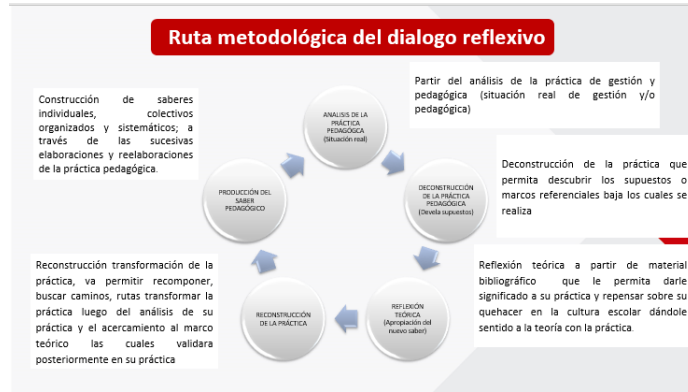 Ruta metodológica del dialogo reflexivo
Partir del análisis de la práctica de gestión y
pedagógica (situación real de gestión y/o
pedagógica)
Construcción de saberes
individuales, colectivos
organizados y sistemáticos; a
través de las sucesivas
elaboraciones y reelaboraciones
de la práctica pedagógica.
ANALISIS DE LA
PRÁCTICA
PEDAGÓGCA
(Situación real)
Deconstrucción de la práctica que
permita descubrir los supuestos o
marcos referenciales baja los cuales se
realiza
DECONSTRUCCIÓN
DE LA PRÁCTICA
PEDAGÓGICA
(Devela supuestos)
PRODUCCIÓN DEL
SABER
PEDAGÓGICO
Reflexión teórica a partir de material
bibliográfico que le permita darle
significado a su práctica y repensar sobre su
quehacer en la cultura escolar dándole
sentido a la teoría con la práctica.
REFLEXIÓN
TEÓRICA
(Apropiación del
nuevo saber)
RECONSTRUCCIÓN
DE LA PRÁCTICA
Reconstrucción transformación de la
práctica, va permitir recomponer,
buscar caminos, rutas transformar la
práctica luego del análisis de su
práctica y el acercamiento al marco
teórico las cuales validara
posteriormente en su práctica